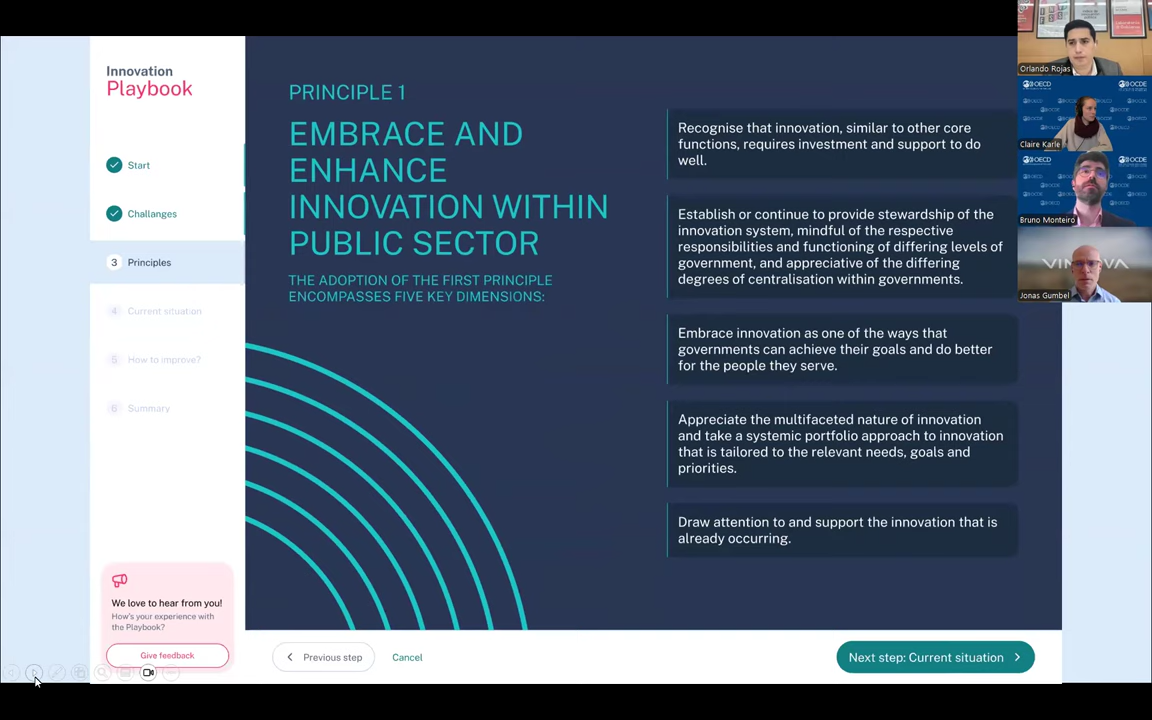 Innovation
Playbook
Start
Challanges
3 Principles
4 Current situation
5 How to improve?
6 Summary
We love to hear from you!
How's your experience with
the Playbook?
Give feedback
PRINCIPLE 1
EMBRACE AND
ENHANCE
INNOVATION WITHIN
PUBLIC SECTOR
THE ADOPTION OF THE FIRST PRINCIPLE
ENCOMPASSES FIVE KEY DIMENSIONS:
Recognise that innovation, similar to other core
functions, requires investment and support to do
well.
Establish or continue to provide stewardship of the
innovation system, mindful of the respective
responsibilities and functioning of differing levels of
government, and appreciative of the differing
degrees of centralisation within governments.
Embrace innovation as one of the ways that
governments can achieve their goals and do better
for the people they serve.
Appreciate the multifaceted nature of innovation
and take a systemic portfolio approach to innovation
that is tailored to the relevant needs, goals and
priorities.
Draw attention to and support the innovation that is
already occurring.
Previous step
Cancel
Next step: Current situation
Orlando Rojas
OECD
OCDE
Claire Karle
OECD
OCDE
Bruno Monteiro
Jonas Gumbel